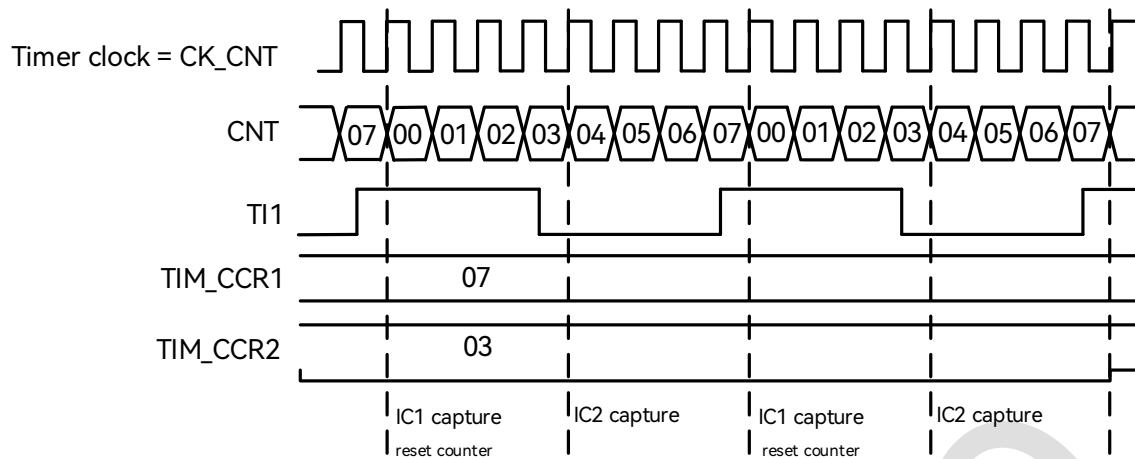 Timer clock = CK_CNT
CNT 07 00 01 02 03 04 05 06 07 00 01 02 03 04 05 06 07
TI1
TIM_CCR1 07
TIM_CCR2 03
IC1 capture IC2 capture IC1 capture IC2 capture
reset counter reset counter